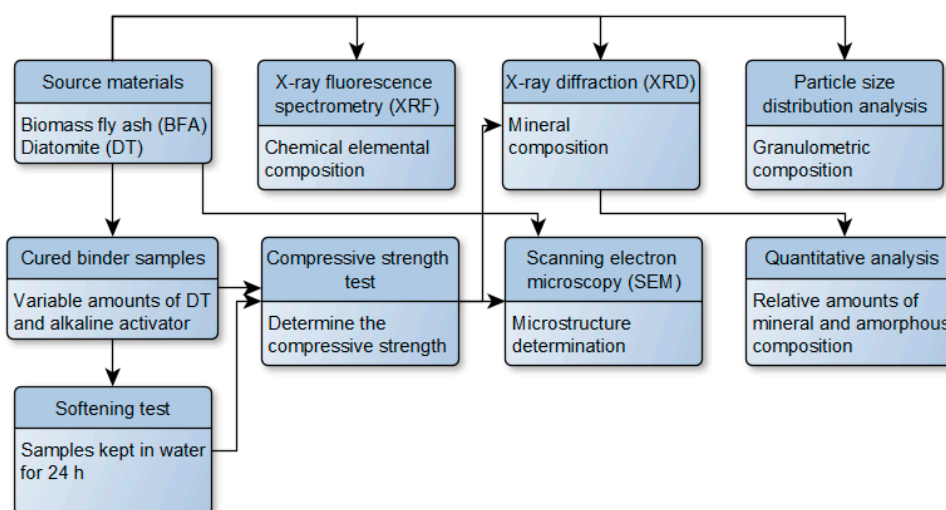 Source materials
Biomass fly ash (BFA)
Diatomite (DT)
X-ray fluorescence
spectrometry (XRF)
Chemical elemental
composition
X-ray diffraction (XRD)
Mineral
composition
Particle size
distribution analysis
Granulometric
composition
Cured binder samples
Variable amounts of DT
and alkaline activator
Compressive strength
test
Determine the
compressive strength
Scanning electron
microscopy (SEM)
Microstructure
determination
Quantitative analysis
Relative amounts of
mineral and amorphous
composition
Softening test
Samples kept in water
for 24 h